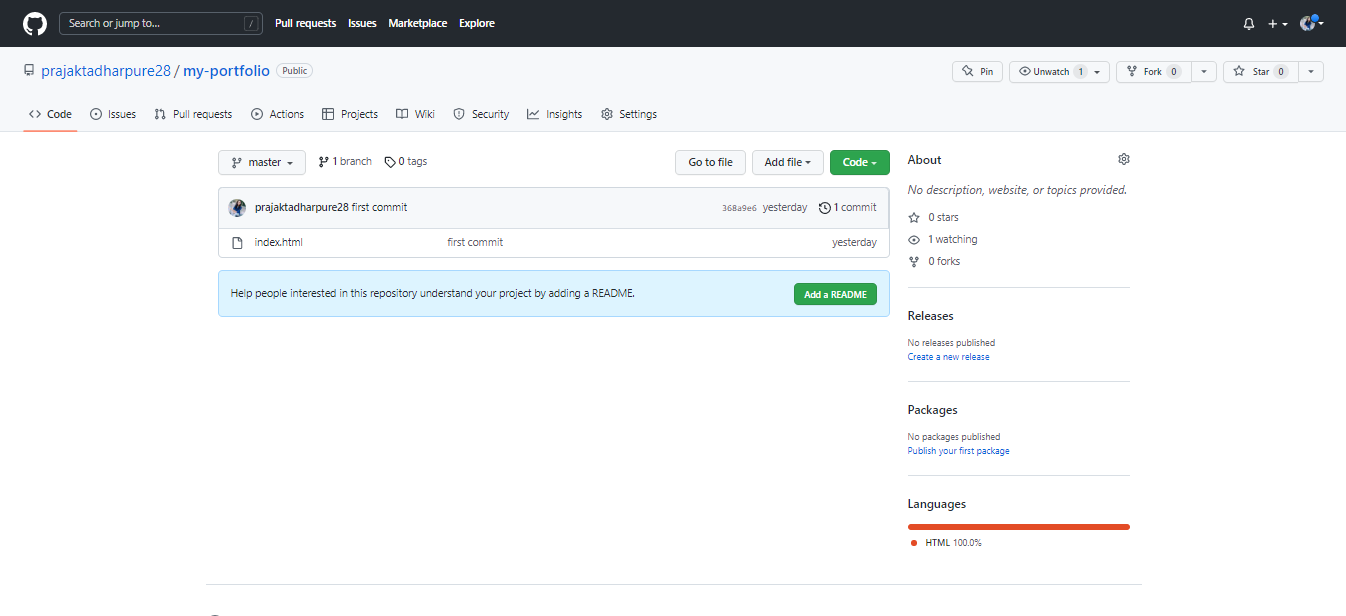 Search or jump to... /
Pull requests Issues Marketplace Explore
prajaktadharpure28 / my-portfolio Public
Pin Unwatch 1 Fork 0 Star 0
Code Issues Pull requests Actions Projects Wiki Security Insights Settings
master 1 branch 0 tags Go to file Add file Code
prajaktadharpure28 first commit 368a9e6 yesterday 1 commit
index.html first commit yesterday
Help people interested in this repository understand your project by adding a README. Add a README
About
No description, website, or topics provided.
0 stars
1 watching
0 forks
Releases
No releases published
Create a new release
Packages
No packages published
Publish your first package
Languages
HTML 100.0%